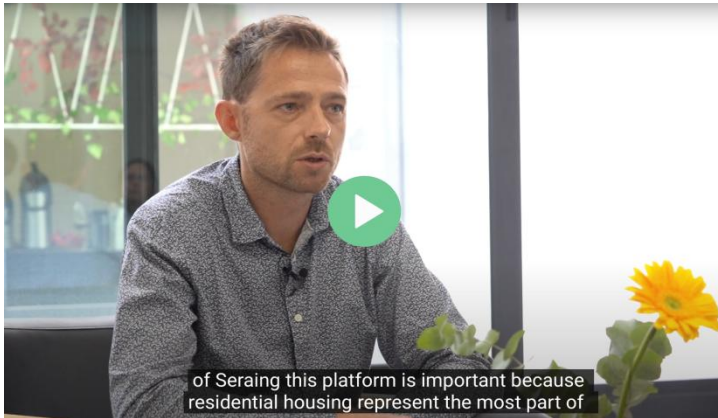 of Seraing this platform is important because
residential housing represent the most part of